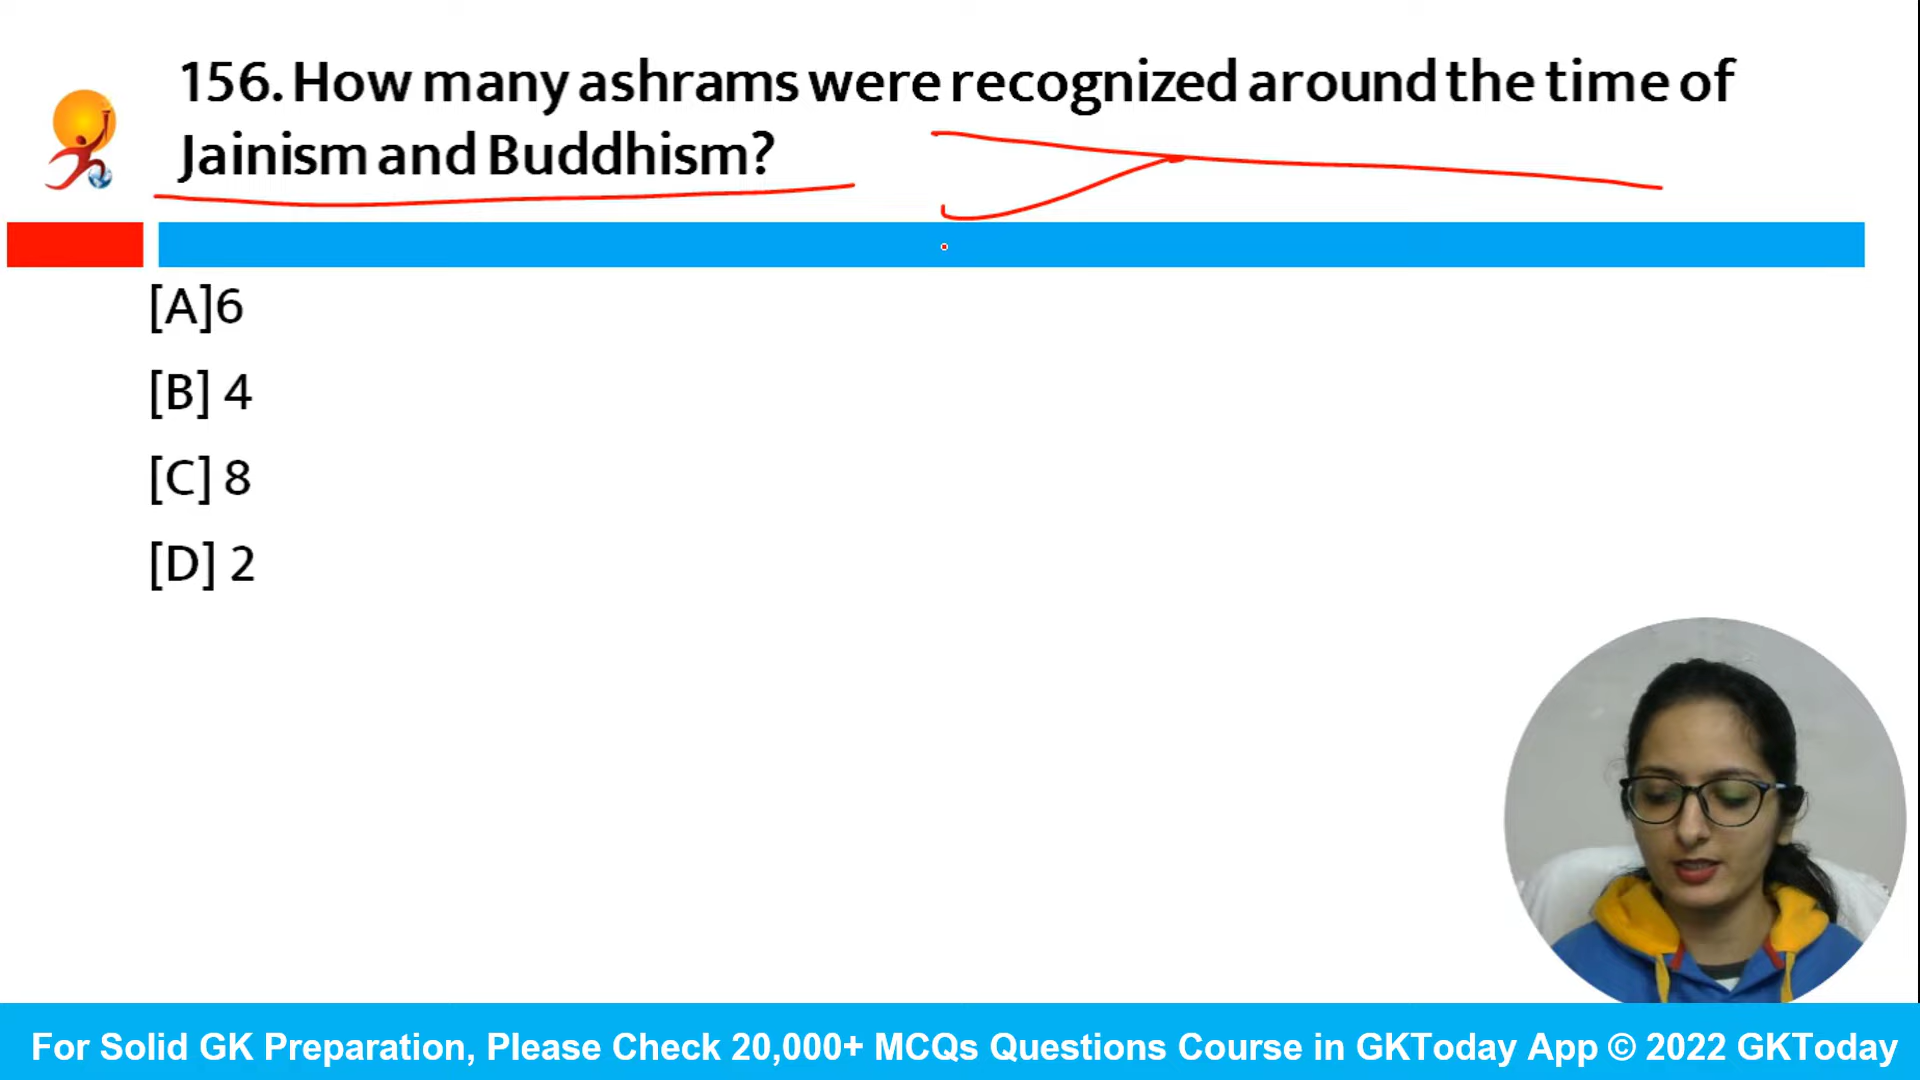 156. How many ashrams were recognized around the time of
Jainism and Buddhism?
[A]6
[B] 4
[C] 8
[D] 2
For Solid GK Preparation, Please Check 20,000+ MCQs Questions Course in GKToday App © 2022 GKToday